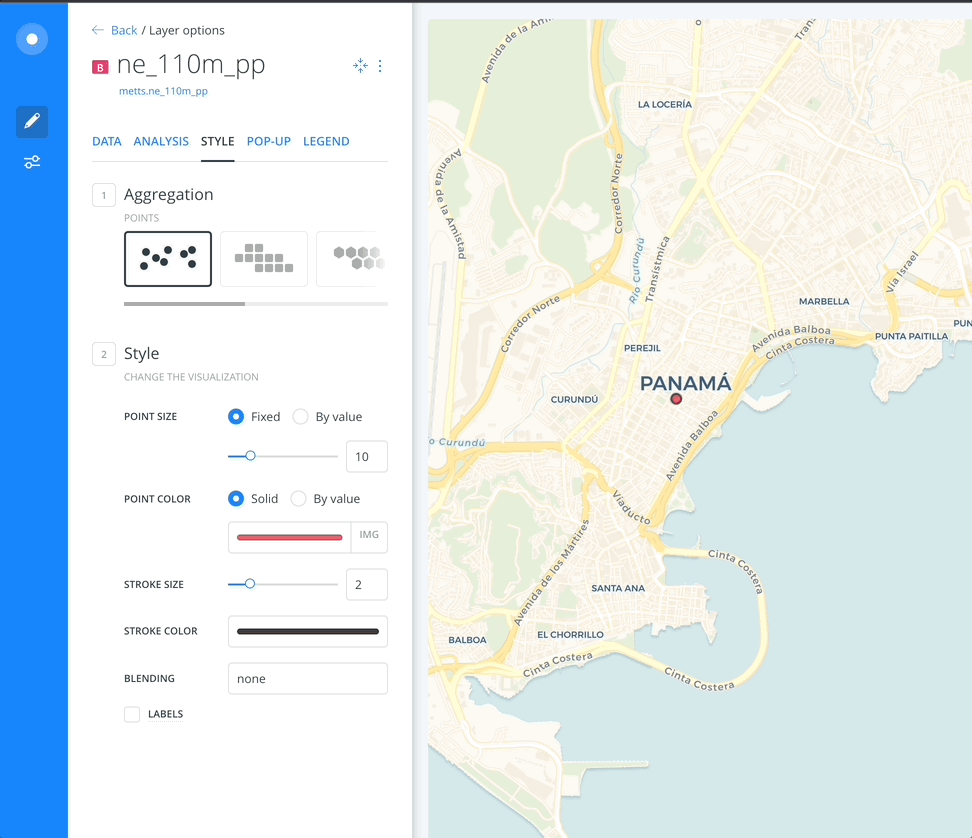 Back / Layer options
B ne_110m_pp
metts.ne_110m_pp
DATA ANALYSIS STYLE POP-UP LEGEND
1 Aggregation
POINTS
2 Style
CHANGE THE VISUALIZATION
POINT SIZE Fixed By value
10
POINT COLOR Solid By value
IMG
STROKE SIZE 2
STROKE COLOR
BLENDING none
LABELS
Avenida de la Am
Tran
LA LOCERÍA
Avenida de la Amistad
Corredor Norte
Río Curundú
Transístmica
Vía Israel
Corredor Norte
MARBELLA
Avenida Balboa
Cinta Costera
PUNTA PAITILLA
PUN
PEREJIL
PANAMÁ
CURUNDÚ
o Curundú
Avenida Balboa
Viaducto
Avenida de los Mártires
Cinta Costera
SANTA ANA
EL CHORRILLO
BALBOA
Cinta Costera
Cinta Costera